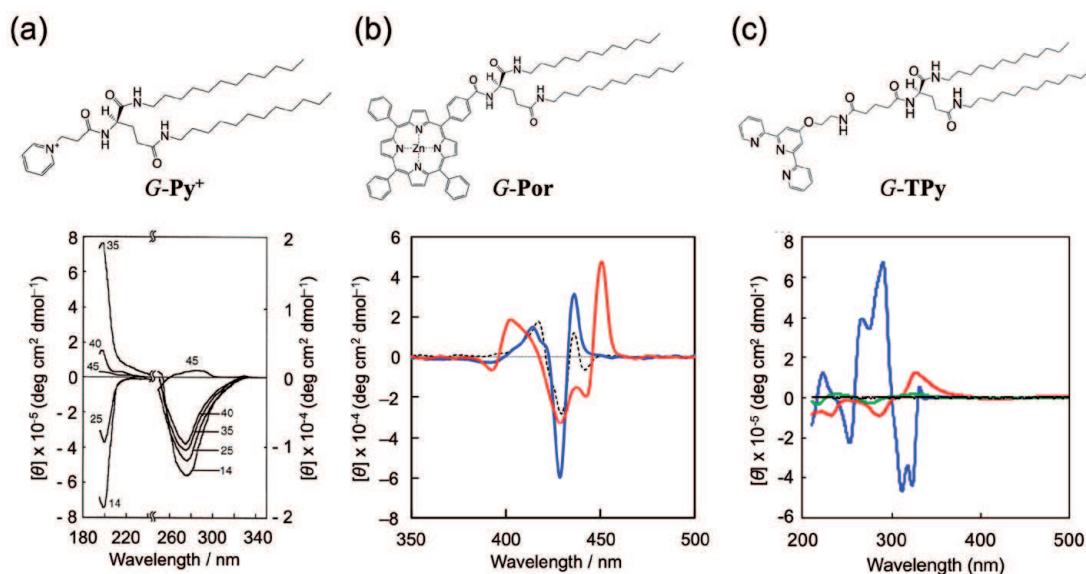 (a)
(b)
(c)
O
H
N
H
O
N
H
H
N
O
N+
G-Py+
O
H
N
H
O
N
H
H
N
O
N
N
Zn
N
N
G-Por
O
H
N
O
H
O
N
H
H
N
O
N
H
O
O
N
N
N
G-TPy
8
6
4
2
0
-2
-4
-6
-8
[θ] x 10-5 (deg cm2 dmol–1)
2
1
0
- 1
- 2
[θ] x 10-4 (deg cm2 dmol–1)
35
40
45
25
14
45
40
35
25
14
180 220 260 300 340
Wavelength / nm
6
4
2
0
−2
−4
−6
−8
[θ] x 10-4 (deg cm2 dmol–1)
350 400 450 500
Wavelength / nm
8
6
4
2
0
-2
-4
-6
[θ] x 10-5 (deg cm2 dmol-1)
200 300 400 500
Wavelength (nm)